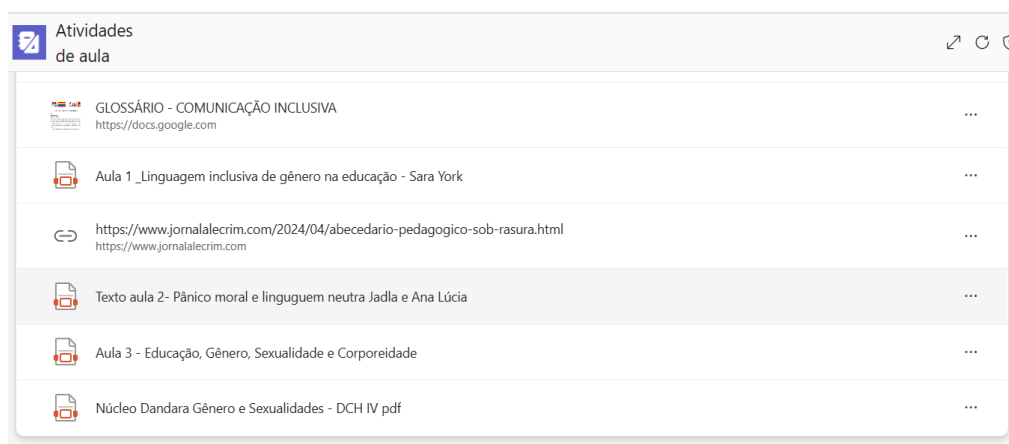 Atividades
de aula
GLOSSÁRIO - COMUNICAÇÃO INCLUSIVA
https://docs.google.com
Aula 1 _Linguagem inclusiva de gênero na educação - Sara York
https://www.jornalalecrim.com/2024/04/abecedario-pedagogico-sob-rasura.html
https://www.jornalalecrim.com
Texto aula 2- Pânico moral e linguguem neutra Jadla e Ana Lúcia
Aula 3 - Educação, Gênero, Sexualidade e Corporeidade
Núcleo Dandara Gênero e Sexualidades - DCH IV pdf